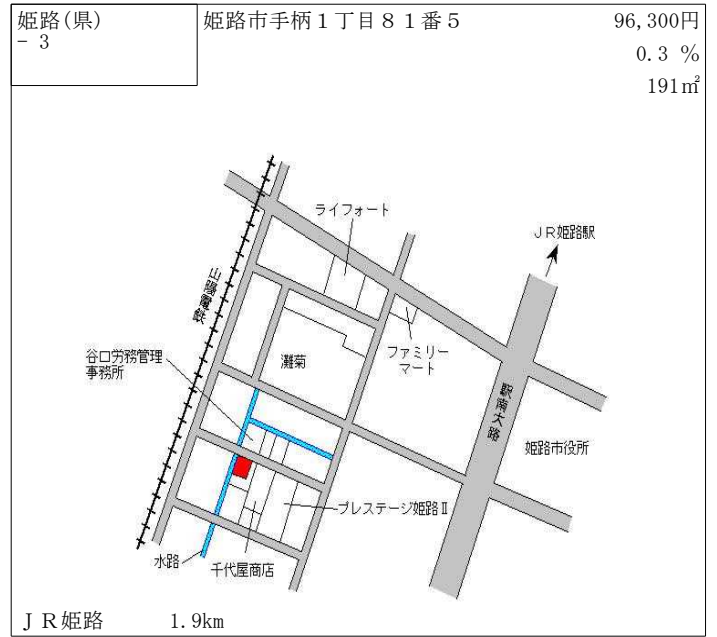 姫路(県)
－ 3
姫路市手柄１丁目８１番５
96,300円
0.3 %
191㎡
ライフォート
ＪＲ姫路駅
山陽電鉄
谷口労務管理
事務所
灘菊
ファミリー
マート
駅南大路
姫路市役所
プレステージ姫路Ⅱ
水路
千代屋商店
ＪＲ姫路
1.9km